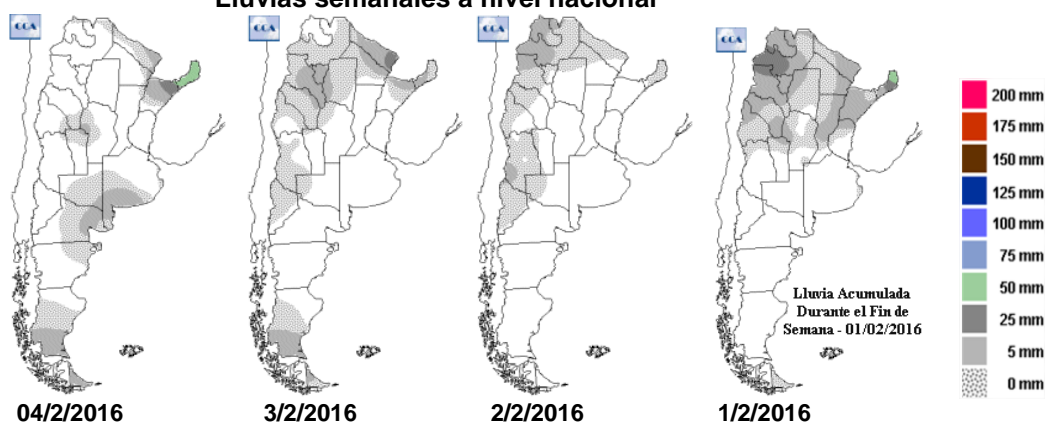 Lluvias semanales a nivel nacional
CCA
CCA
CCA
CCA
200 mm
175 mm
150 mm
125 mm
100 mm
75 mm
50 mm
25 mm
5 mm
0 mm
Lluvia Acumulada
Durante el Fin de
Semana - 01/02/2016
04/2/2016
3/2/2016
2/2/2016
1/2/2016